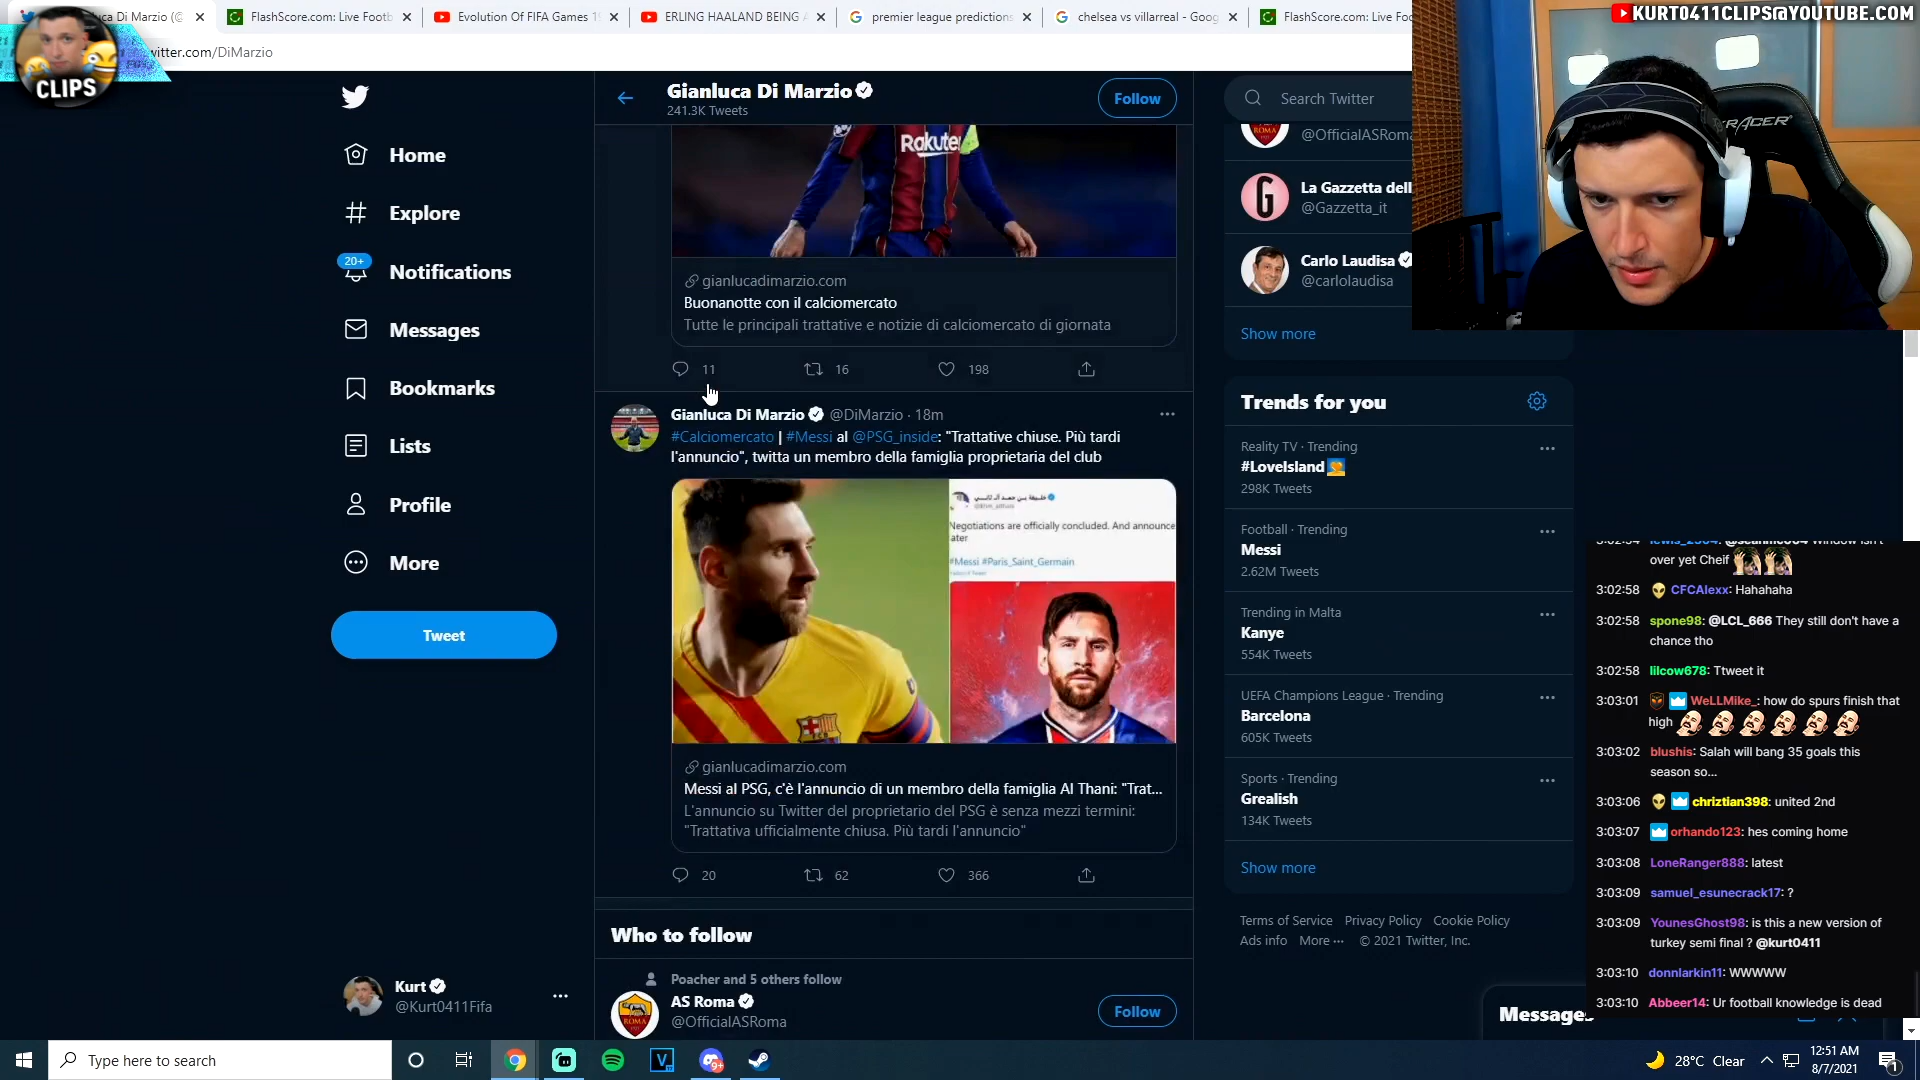 uca Di Marzio (@
FlashScore.com: Live Footb
Evolution Of FIFA Games 1
ERLING HAALAND BEING A
premier league predictions
chelsea vs villarreal - Goog
FlashScore.com: Live Foo
KURT0411CLIPS@YOUTUBE.COM
witter.com/DiMarzio
CLIPS
Home
Explore
20+
Notifications
Messages
Bookmarks
Lists
Profile
More
Tweet
Kurt
@Kurt0411Fifa
Gianluca Di Marzio
241.3K Tweets
Follow
Rakuten
gianlucadimarzio.com
Buonanotte con il calciomercato
Tutte le principali trattative e notizie di calciomercato di giornata
11 16 198
Gianluca Di Marzio @DiMarzio · 18m
#Calciomercato | #Messi al @PSG_inside: "Trattative chiuse. Più tardi
l'annuncio", twitta un membro della famiglia proprietaria del club
Negotiations are officially concluded. And announce
ater
#Messi #Paris_Saint_Germain
gianlucadimarzio.com
Messi al PSG, c'è l'annuncio di un membro della famiglia Al Thani: "Trat...
L'annuncio su Twitter del proprietario del PSG è senza mezzi termini:
"Trattativa ufficialmente chiusa. Più tardi l'annuncio"
20 62 366
Who to follow
Poacher and 5 others follow
AS Roma
@OfficialASRoma
Follow
Search Twitter
ROMA
@OfficialASRoma
La Gazzetta dell
@Gazzetta_it
Carlo Laudisa
@carlolaudisa
Show more
Trends for you
Reality TV · Trending
#LoveIsland
298K Tweets
Football · Trending
Messi
2.62M Tweets
Trending in Malta
Kanye
554K Tweets
UEFA Champions League · Trending
Barcelona
605K Tweets
Sports · Trending
Grealish
134K Tweets
Show more
Terms of Service Privacy Policy Cookie Policy
Ads info More ··· © 2021 Twitter, Inc.
Messages
over yet Cheif
3:02:58 CFCAlexx: Hahahaha
3:02:58 spone98: @LCL_666 They still don't have a
chance tho
3:02:58 lilcow678: Ttweet it
3:03:01 WeLLMike_: how do spurs finish that
high
3:03:02 blushis: Salah will bang 35 goals this
season so...
3:03:06 chriztian398: united 2nd
3:03:07 orhando123: hes coming home
3:03:08 LoneRanger888: latest
3:03:09 samuel_esunecrack17: ?
3:03:09 YounesGhost98: is this a new version of
turkey semi final ? @kurt0411
3:03:10 donnlarkin11: WWWWW
3:03:10 Abbeer14: Ur football knowledge is dead
Type here to search
28°C Clear
12:51 AM
8/7/2021